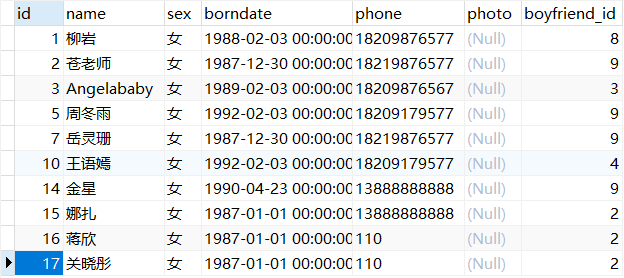 id name sex borndate phone photo boyfriend_id
1 柳岩 女 1988-02-03 00:00:00 18209876577 (Null) 8
2 苍老师 女 1987-12-30 00:00:00 18219876577 (Null) 9
3 Angelababy 女 1989-02-03 00:00:00 18209876567 (Null) 3
5 周冬雨 女 1992-02-03 00:00:00 18209179577 (Null) 9
7 岳灵珊 女 1987-12-30 00:00:00 18219876577 (Null) 9
10 王语嫣 女 1992-02-03 00:00:00 18209179577 (Null) 4
14 金星 女 1990-04-23 00:00:00 13888888888 (Null) 9
15 娜扎 女 1987-01-01 00:00:00 13888888888 (Null) 2
16 蒋欣 女 1987-01-01 00:00:00 110 (Null) 2
17 关晓彤 女 1987-01-01 00:00:00 110 (Null) 2